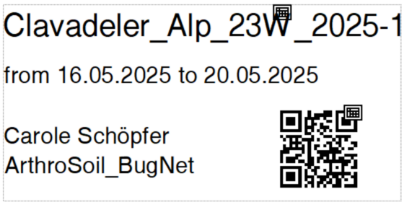 Clavadeler_Alp_23W_2025-1
from 16.05.2025 to 20.05.2025
Carole Schöpfer
ArthroSoil_BugNet